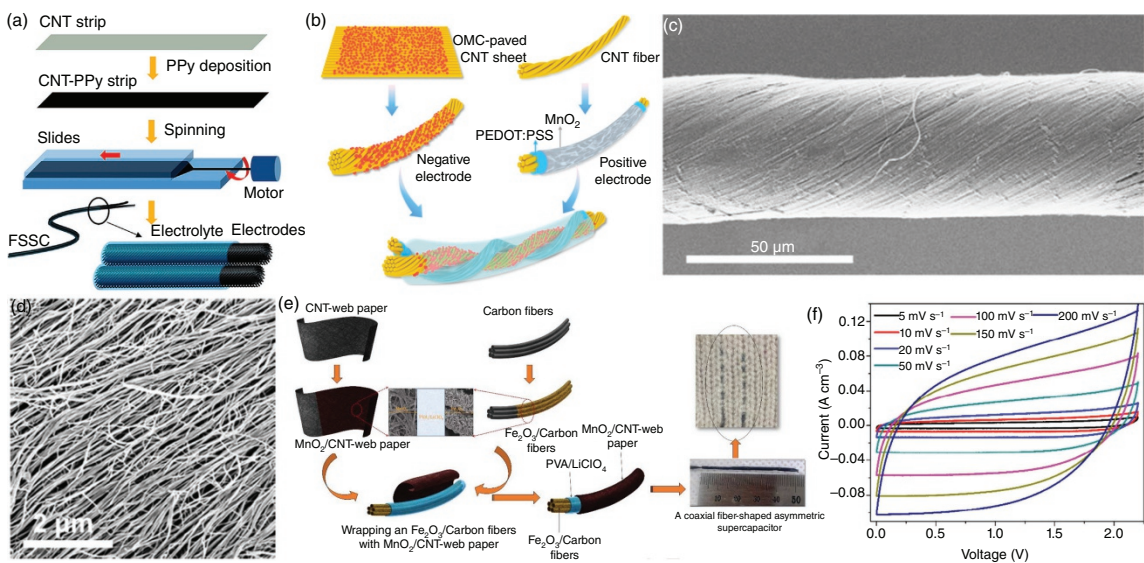 (a)
CNT strip
PPy deposition
CNT-PPy strip
Spinning
Slides
Motor
FSSC
Electrolyte Electrodes
(b)
OMC-paved
CNT sheet
CNT fiber
MnO₂
PEDOT:PSS
Negative
electrode
Positive
electrode
(c)
50 μm
(d)
2 μm
(e)
CNT-web paper
Carbon fibers
MnO₂/CNT-web paper
Fe₂O₃/Carbon
fibers
MnO₂/CNT-web
paper
PVA/LiClO₄
Wrapping an Fe₂O₃/Carbon fibers
with MnO₂/CNT-web paper
Fe₂O₃/Carbon
fibers
A coaxial fiber-shaped asymmetric
supercapacitor
(f)
5 mV s⁻¹
100 mV s⁻¹
200 mV s⁻¹
10 mV s⁻¹
150 mV s⁻¹
20 mV s⁻¹
50 mV s⁻¹
Current (A cm⁻³)
0.12
0.08
0.04
0.00
−0.04
−0.08
0.0 0.5 1.0 1.5 2.0
Voltage (V)